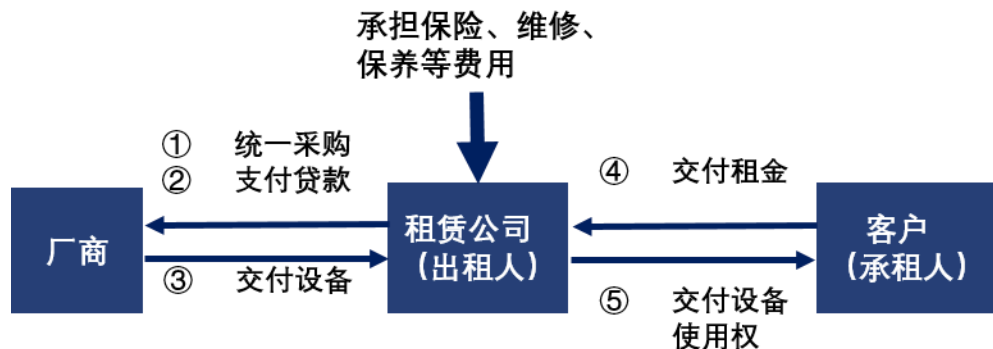 承担保险、维修、
保养等费用
① 统一采购
② 支付贷款
④ 交付租金
厂商
租赁公司
（出租人）
客户
（承租人）
③ 交付设备
⑤ 交付设备
使用权